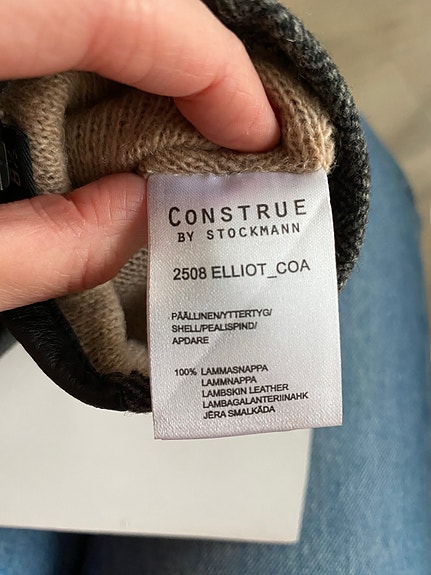 CONSTRUE
BY STOCKMANN
2508 ELLIOT_COA
PÄÄLLINEN/YTTERTYG/
SHELL/PEALISPIND/
APDARE
100% LAMMASNAPPA
LAMMNAPPA
LAMBSKIN LEATHER
LAMBAGALANTERIINAHK
JĒRA SMALKĀDA